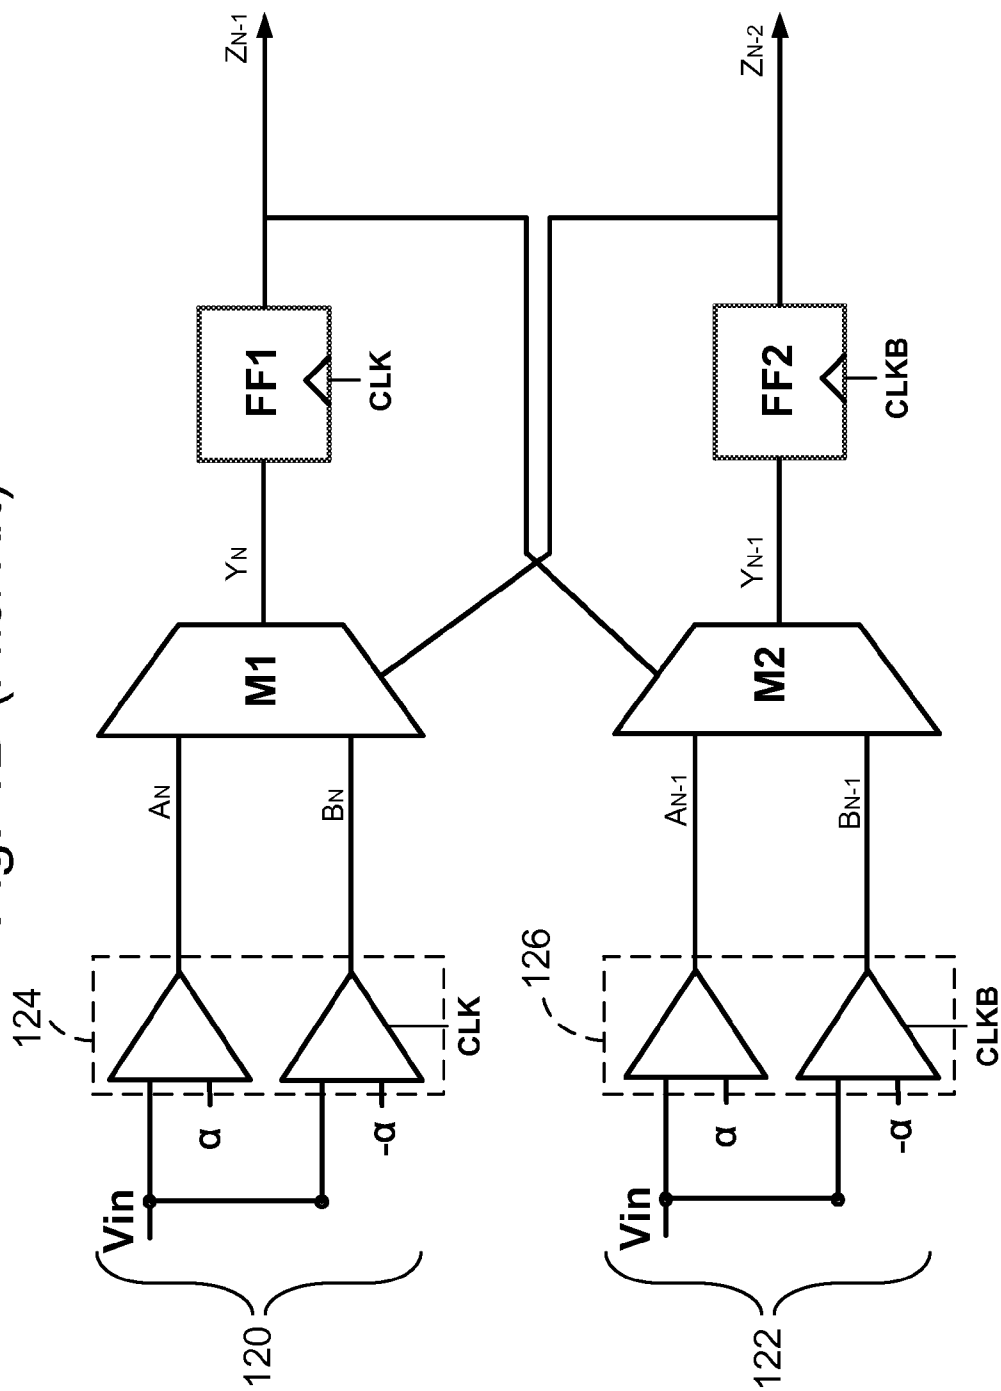 124
Vin
α
-α
CLK
AN
BN
M1
YN
FF1
CLK
ZN-1
120
126
Vin
α
-α
CLKB
AN-1
BN-1
M2
YN-1
FF2
CLKB
ZN-2
122